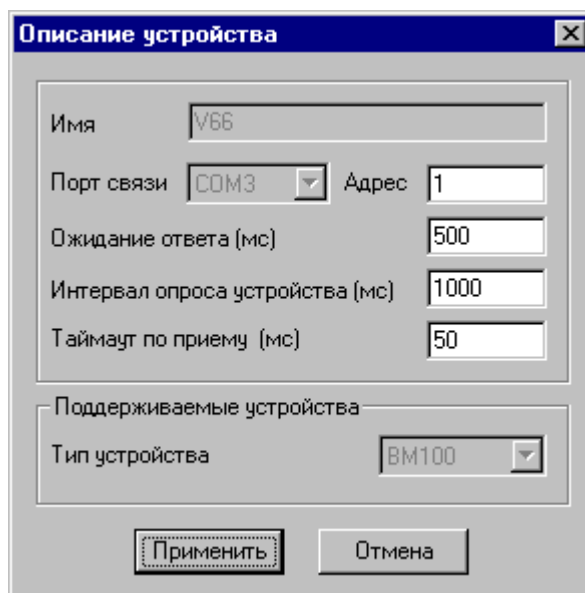 Описание устройства
Имя V66
Порт связи COM3 Адрес 1
Ожидание ответа (мс) 500
Интервал опроса устройства (мс) 1000
Таймаут по приему (мс) 50
Поддерживаемые устройства
Тип устройства BM100
Применить Отмена